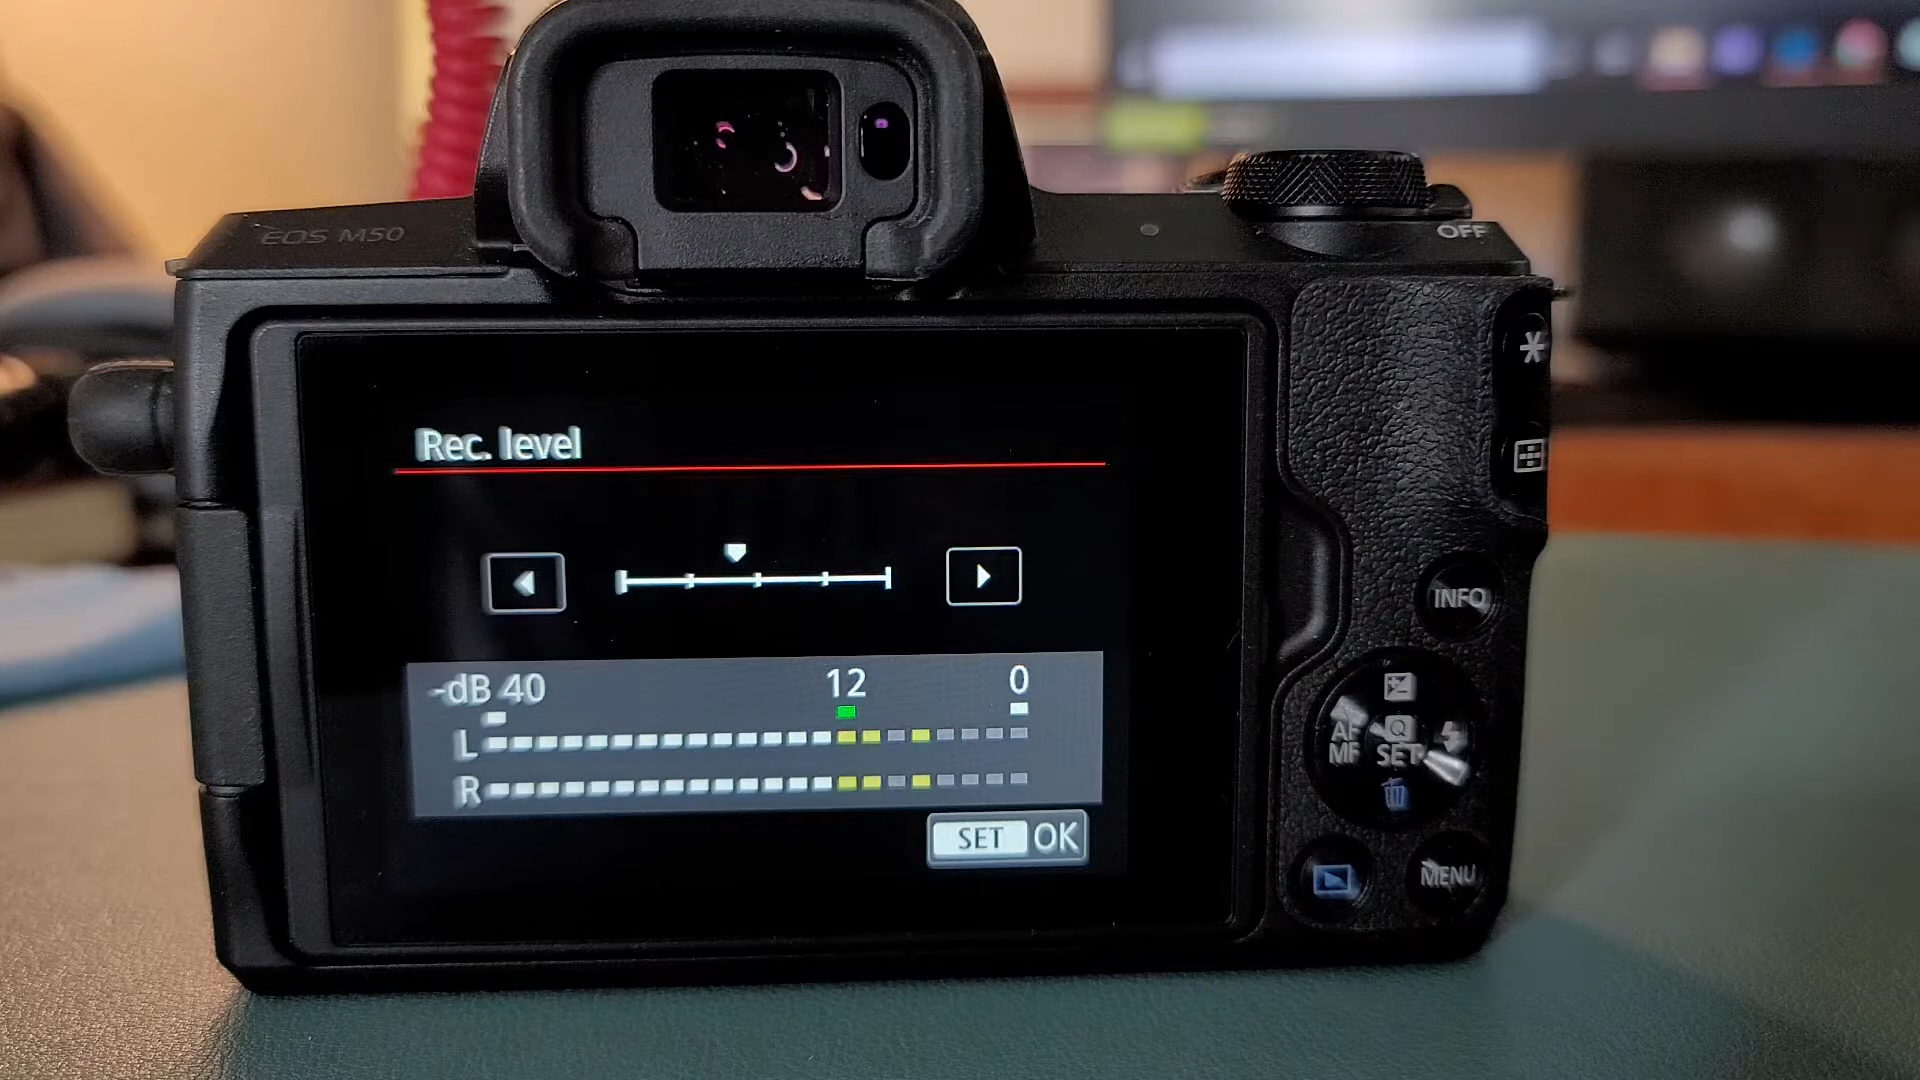 EOS M50
OFF
Rec. level
-dB 40 12 0
L
R
SET OK
INFO
AF
MF
Q
SET
MENU